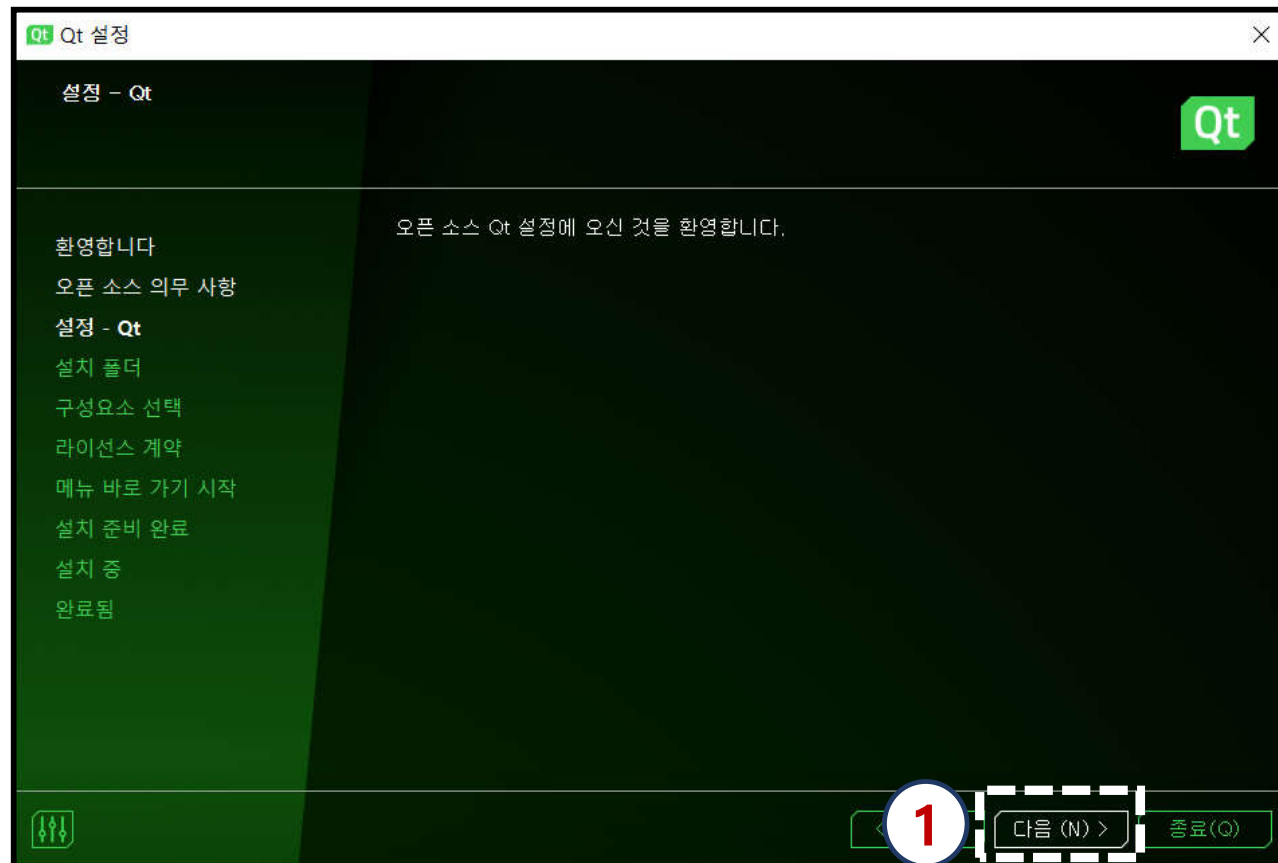 Qt Qt 설정
설정 – Qt
Qt
환영합니다
오픈 소스 의무 사항
설정 - Qt
설치 폴더
구성요소 선택
라이선스 계약
메뉴 바로 가기 시작
설치 준비 완료
설치 중
완료됨
오픈 소스 Qt 설정에 오신 것을 환영합니다.
< 1 다음 (N) > 종료(Q)